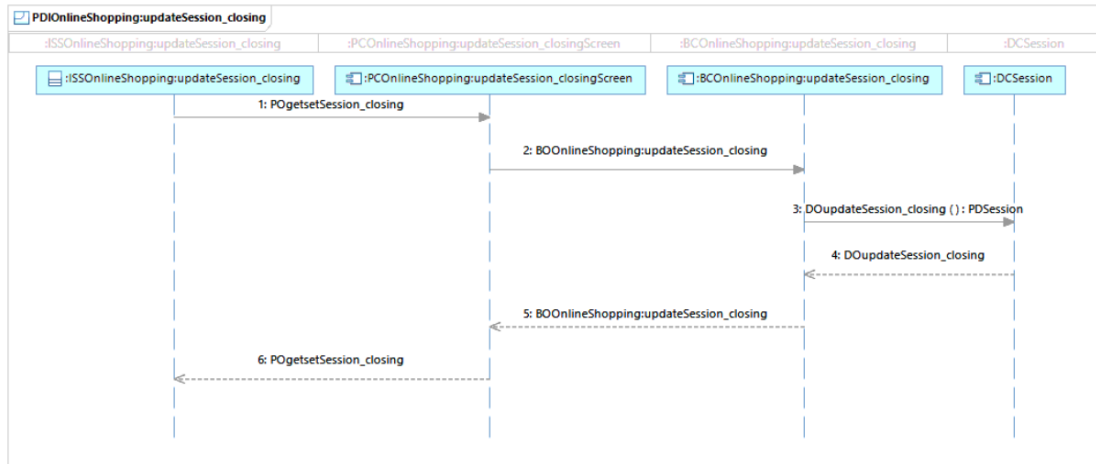 PDIOnlineShopping:updateSession_closing
:ISSOnlineShopping:updateSession_closing :PCOnlineShopping:updateSession_closingScreen :BCOnlineShopping:updateSession_closing :DCSession
:ISSOnlineShopping:updateSession_closing :PCOnlineShopping:updateSession_closingScreen :BCOnlineShopping:updateSession_closing :DCSession
1: POgetsetSession_closing
2: BOOnlineShopping:updateSession_closing
3: DOupdateSession_closing ( ) : PDSession
4: DOupdateSession_closing
5: BOOnlineShopping:updateSession_closing
6: POgetsetSession_closing